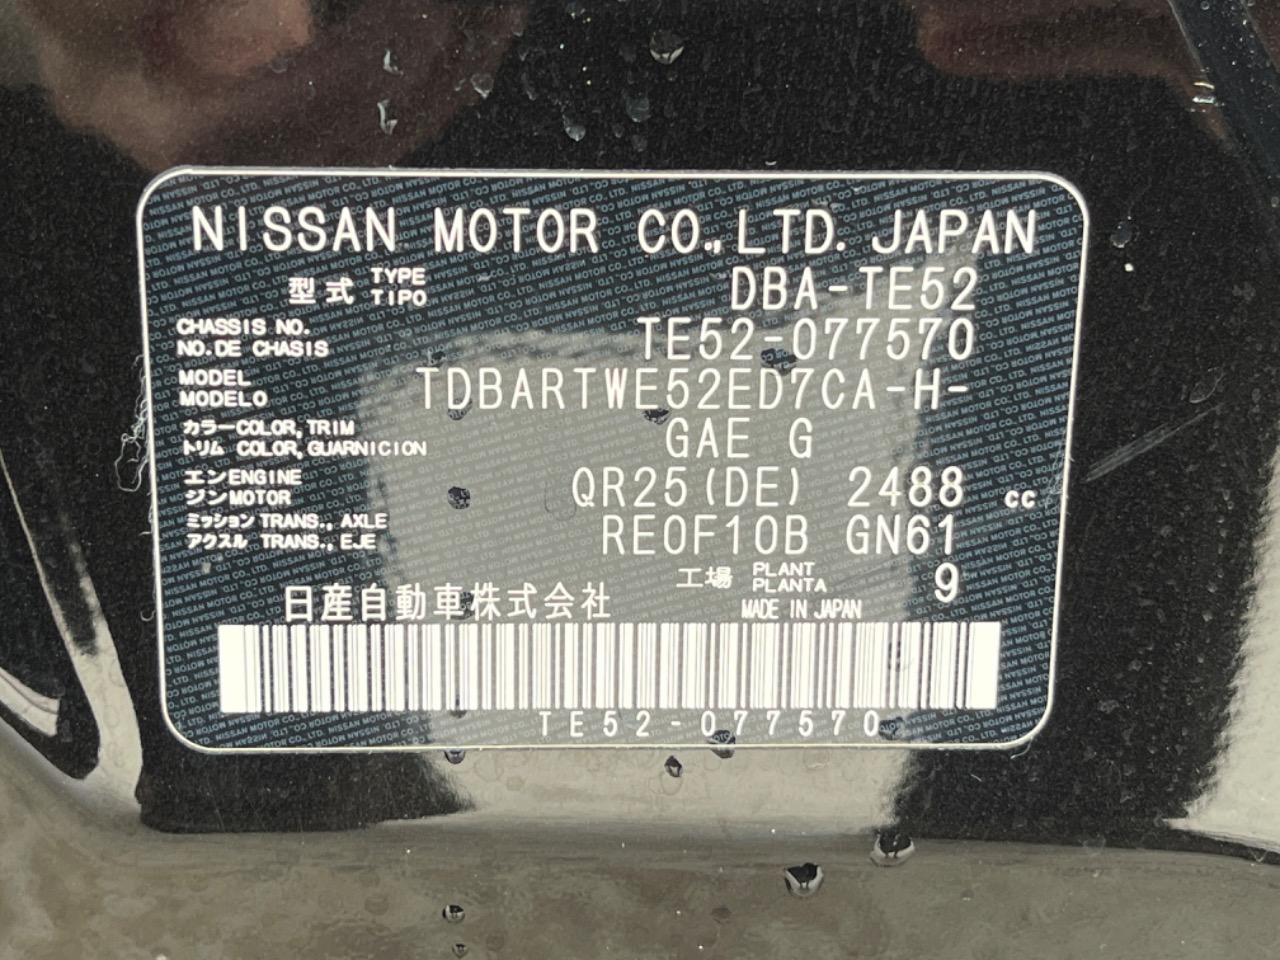 NISSAN MOTOR CO.,LTD. JAPAN
型式 TYPE TIPO DBA-TE52
CHASSIS NO. NO.DE CHASIS TE52-077570
MODEL MODELO TDBARTWE52ED7CA-H-
カラー COLOR,TRIM トリム COLOR,GUARNICION GAE G
エンジン ENGINE MOTOR QR25(DE) 2488 cc
ミッション TRANS., AXLE アクスル TRANS., EJE RE0F10B GN61
工場 PLANT PLANTA 9
日産自動車株式会社 MADE IN JAPAN
TE52-077570